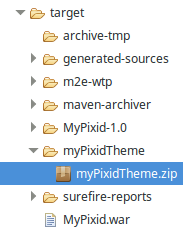 target
archive-tmp
generated-sources
m2e-wtp
maven-archiver
MyPixid-1.0
myPixidTheme
myPixidTheme.zip
surefire-reports
MyPixid.war